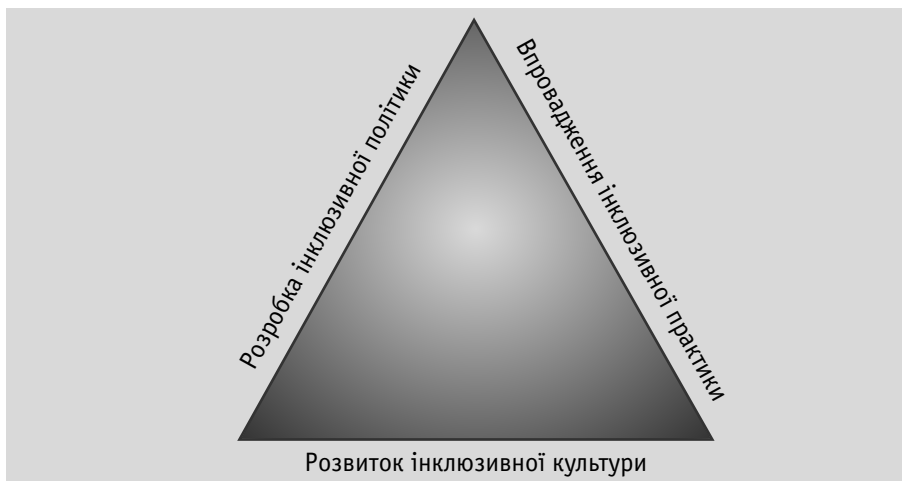 Розробка інклюзивної політики
Впровадження інклюзивної практики
Розвиток інклюзивної культури